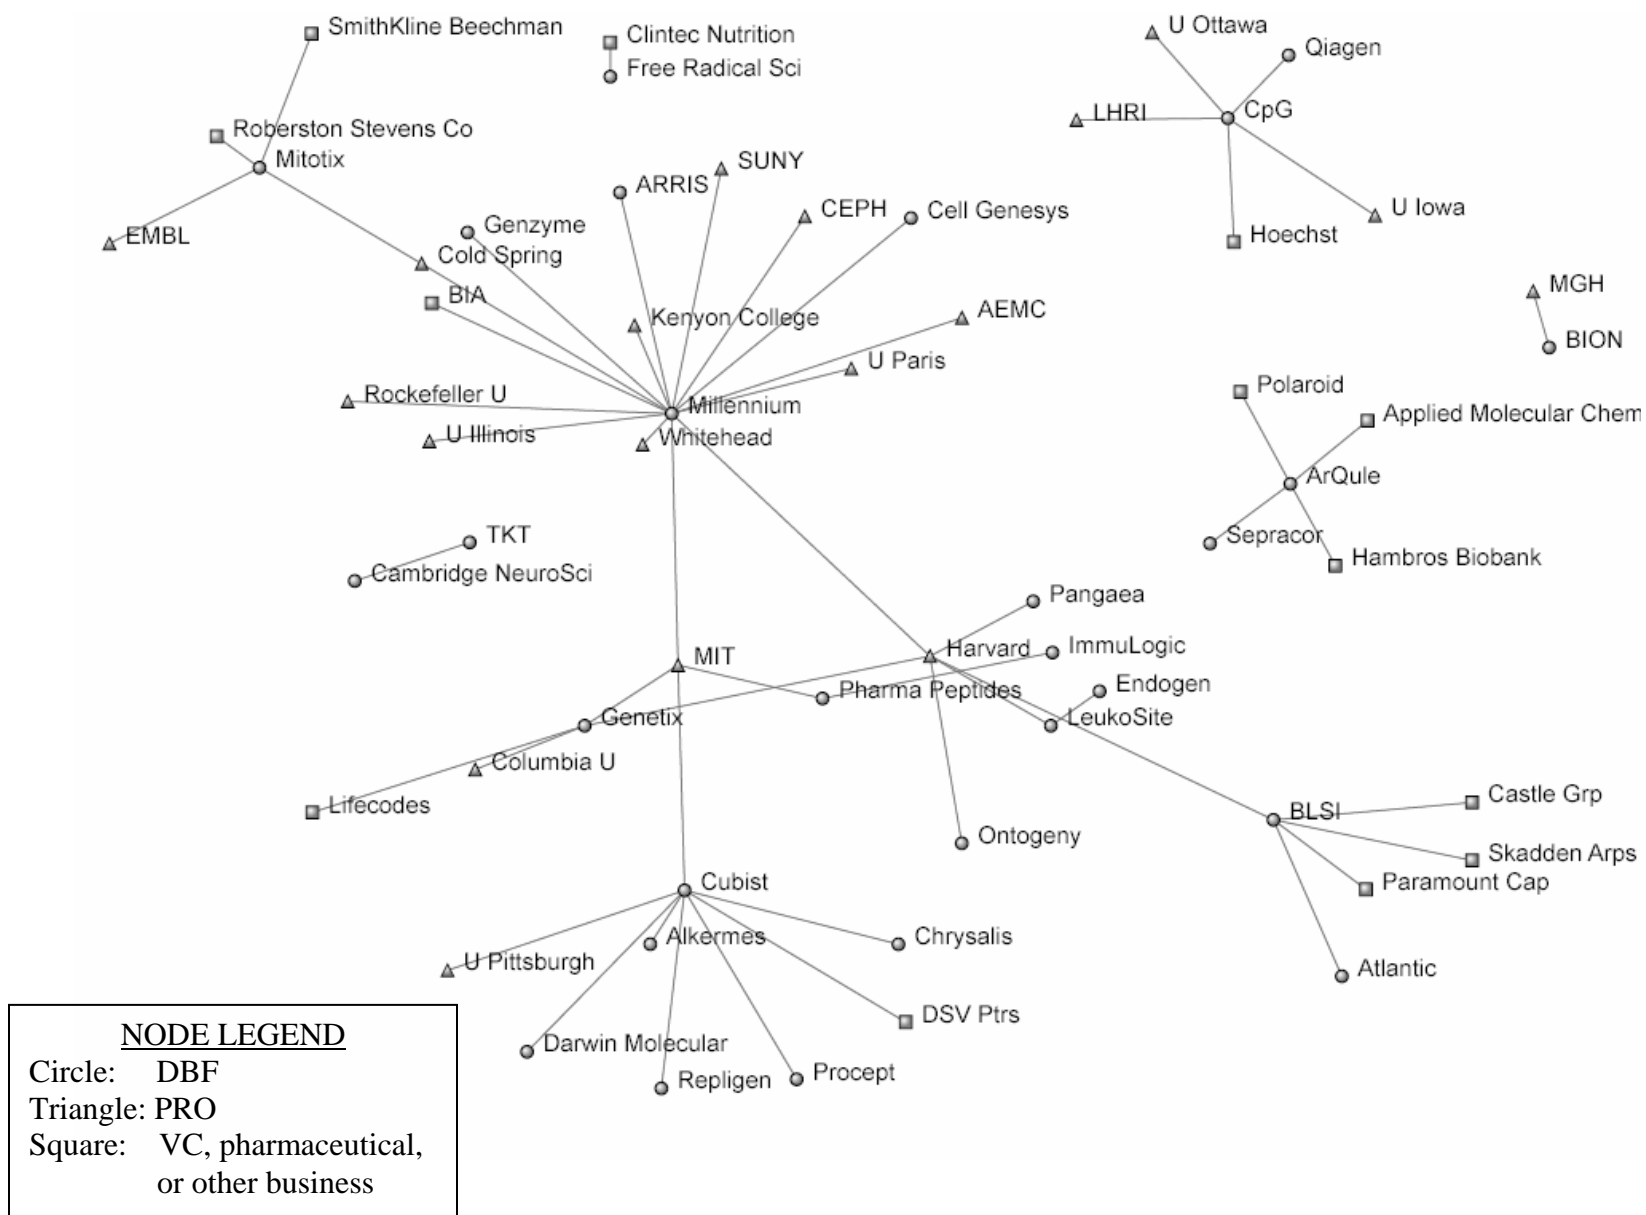 SmithKline Beechman
Clintec Nutrition
Free Radical Sci
U Ottawa
Qiagen
LHRI
CpG
Roberston Stevens Co
Mitotix
ARRIS
SUNY
CEPH
Cell Genesys
U Iowa
Hoechst
EMBL
Genzyme
Cold Spring
BIA
Kenyon College
AEMC
MGH
BION
U Paris
Rockefeller U
Millennium
U Illinois
Whitehead
Polaroid
Applied Molecular Chem
ArQule
Sepracor
Hambros Biobank
TKT
Cambridge NeuroSci
Pangaea
MIT
Harvard
ImmuLogic
Pharma Peptides
Endogen
Genetix
LeukoSite
Columbia U
Lifecodes
Castle Grp
BLSI
Ontogeny
Skadden Arps
Paramount Cap
Cubist
Alkermes
Chrysalis
U Pittsburgh
Atlantic
DSV Ptrs
Darwin Molecular
Repligen
Procept
NODE LEGEND
Circle: DBF
Triangle: PRO
Square: VC, pharmaceutical,
or other business